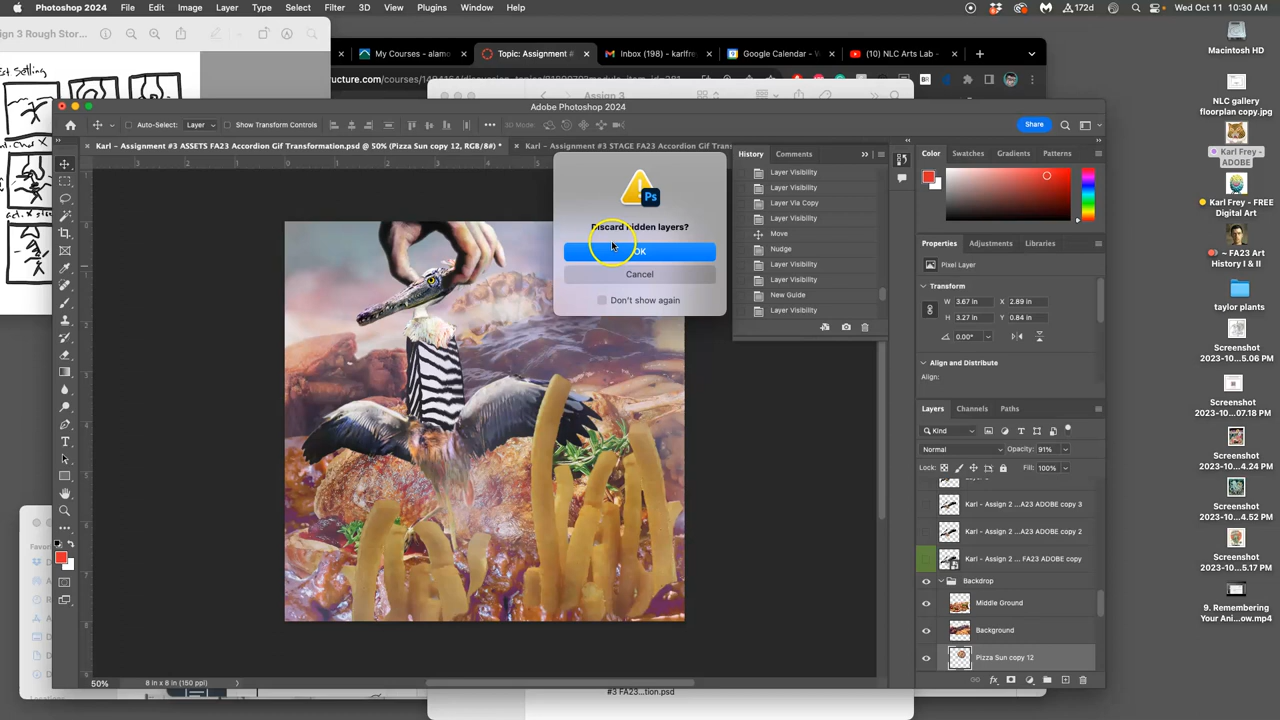 Photoshop 2024 File Edit Image Layer Type Select Filter 3D View Plugins Window Help 172d Wed Oct 11 10:30 AM
My Courses - alamo
Topic: Assignment #
Inbox (198) - karlfre
Google Calendar -
(10) NLC Arts Lab -
Assign 3
Adobe Photoshop 2024
Auto-Select: Layer Show Transform Controls 3D Mode: Share
Karl – Assignment #3 ASSETS FA23 Accordion Gif Transformation.psd @ 50% (Pizza Sun copy 12, RGB/8#) *
Karl - Assignment #3 STAGE FA23 Accordion Gif Tran
History Comments
Layer Visibility
Layer Visibility
Layer Via Copy
Layer Visibility
Move
Nudge
Layer Visibility
Layer Visibility
New Guide
Layer Visibility
Discard hidden layers?
OK
Cancel
Don't show again
Color Swatches Gradients Patterns
Properties Adjustments Libraries
Pixel Layer
Transform
W 3.67 in X 2.89 in
H 3.27 in Y 0.84 in
0.00°
Align and Distribute
Align:
Layers Channels Paths
Kind
Normal Opacity: 91%
Lock: Fill: 100%
Karl – Assign 2 ...A23 ADOBE copy 3
Karl – Assign 2 ...A23 ADOBE copy 2
Karl – Assign 2 ... FA23 ADOBE copy
Backdrop
Middle Ground
Background
Pizza Sun copy 12
50% 8 in x 8 in (150 ppi)
#3 FA23...tion.psd
Macintosh HD
NLC gallery
floorplan copy.jpg
Karl Frey -
ADOBE
Karl Frey - FREE
Digital Art
~ FA23 Art
History I & II
taylor plants
Screenshot
2023-10...5.06 PM
Screenshot
2023-10...07.18 PM
Screenshot
2023-10...4.24 PM
Screenshot
2023-10...4.52 PM
Screenshot
2023-10...5.17 PM
9. Remembering
Your Ani...ow.mp4